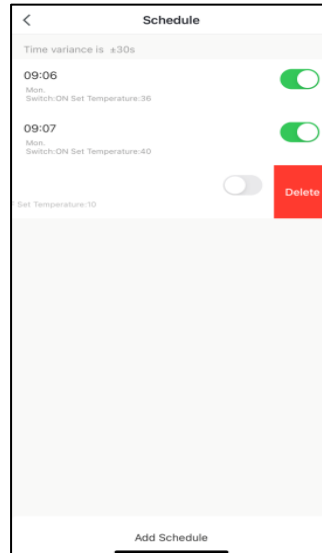 Schedule
Time variance is ±30s
09:06
Mon.
Switch:ON Set Temperature:36
09:07
Mon.
Switch:ON Set Temperature:40
Delete
Set Temperature:10
Add Schedule